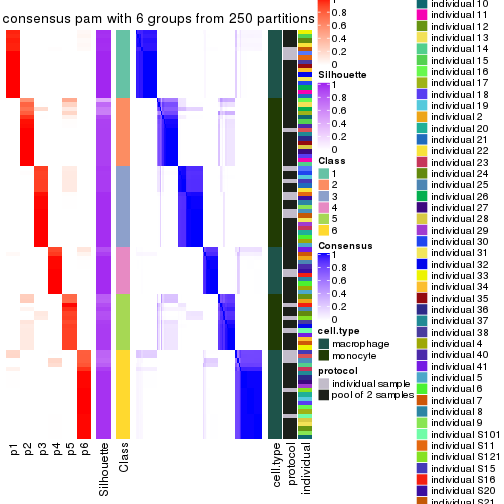 consensus pam with 6 groups from 250 partitions
p1
p2
p3
p4
p5
p6
Silhouette
Class
cell.type
protocol
individual
0.8
0.6
0.4
0.2
0
Silhouette
1
0.8
0.6
0.4
0.2
0
Class
1
2
3
4
5
6
Consensus
1
0.8
0.6
0.4
0.2
0
cell.type
macrophage
monocyte
protocol
individual sample
pool of 2 samples
individual 10
individual 11
individual 12
individual 13
individual 14
individual 15
individual 16
individual 17
individual 18
individual 19
individual 2
individual 20
individual 21
individual 22
individual 23
individual 24
individual 25
individual 26
individual 27
individual 28
individual 29
individual 30
individual 31
individual 32
individual 33
individual 34
individual 35
individual 36
individual 37
individual 38
individual 4
individual 40
individual 41
individual 5
individual 6
individual 7
individual 8
individual 9
individual S101
individual S11
individual S121
individual S15
individual S16
individual S20
individual S21